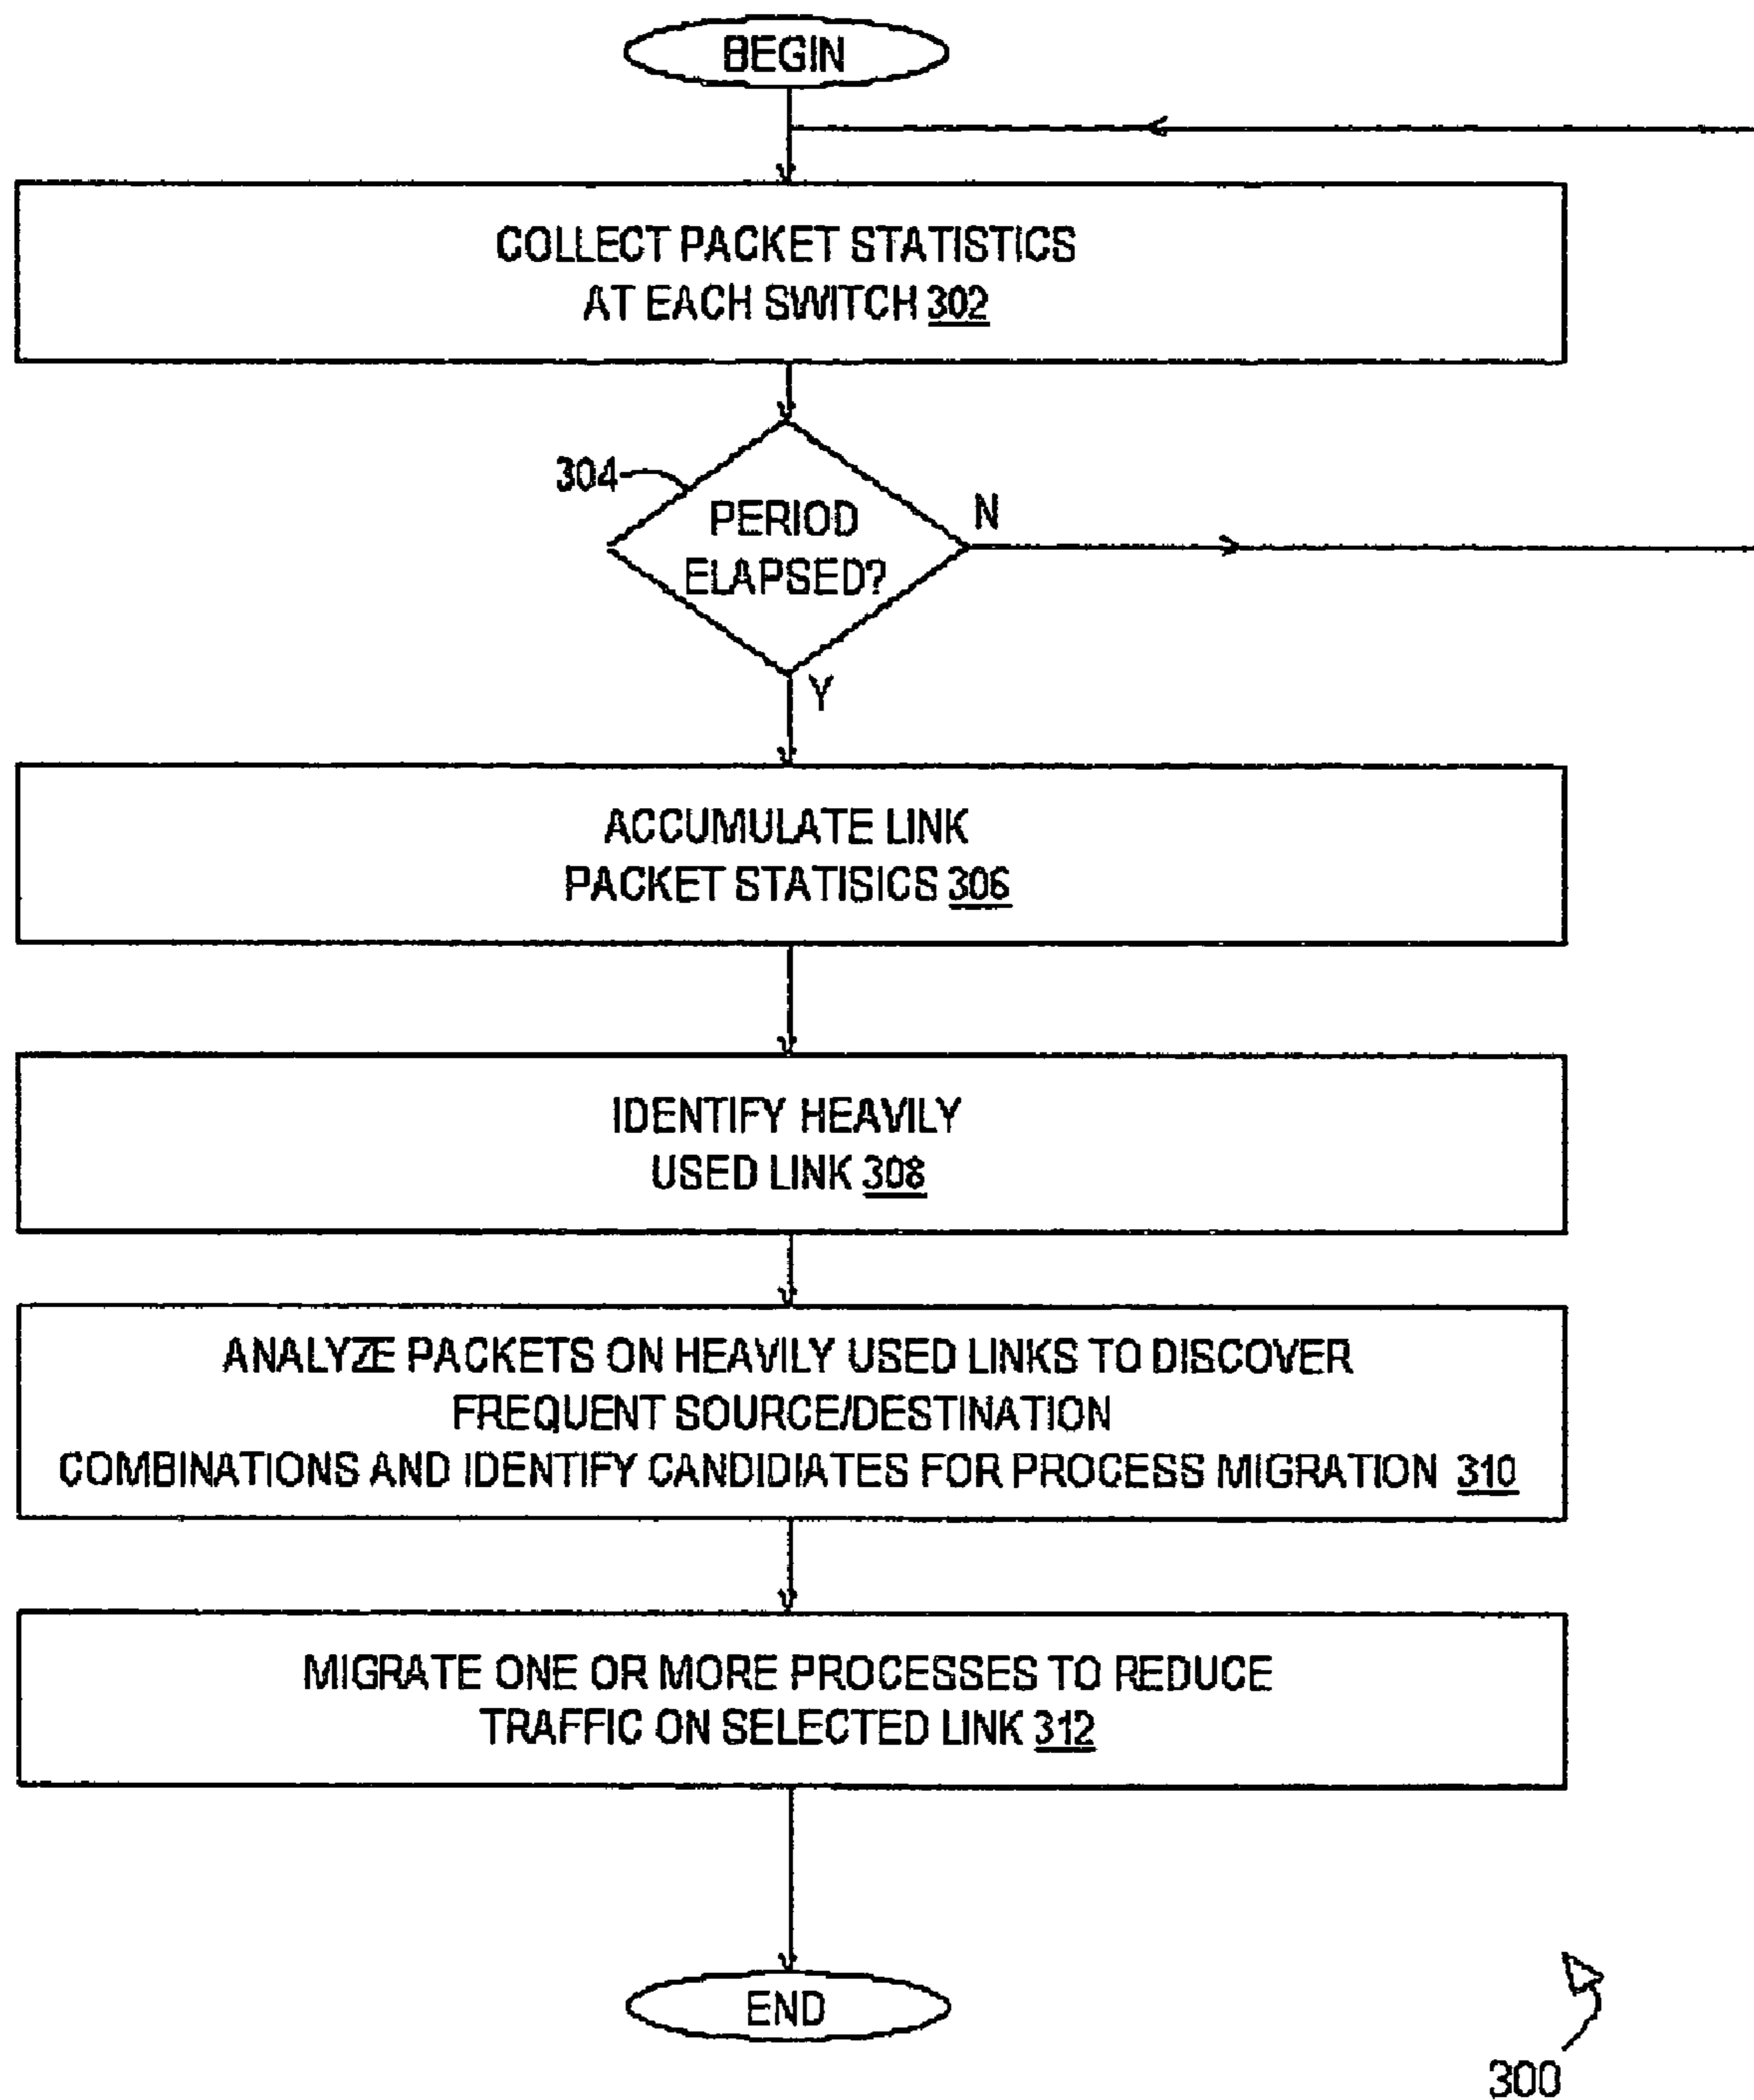 BEGIN
COLLECT PACKET STATISTICS
AT EACH SWITCH 302
304
PERIOD
ELAPSED?
N
Y
ACCUMULATE LINK
PACKET STATISICS 306
IDENTIFY HEAVILY
USED LINK 308
ANALYZE PACKETS ON HEAVILY USED LINKS TO DISCOVER
FREQUENT SOURCE/DESTINATION
COMBINATIONS AND IDENTIFY CANDIDIATES FOR PROCESS MIGRATION 310
MIGRATE ONE OR MORE PROCESSES TO REDUCE
TRAFFIC ON SELECTED LINK 312
END
300